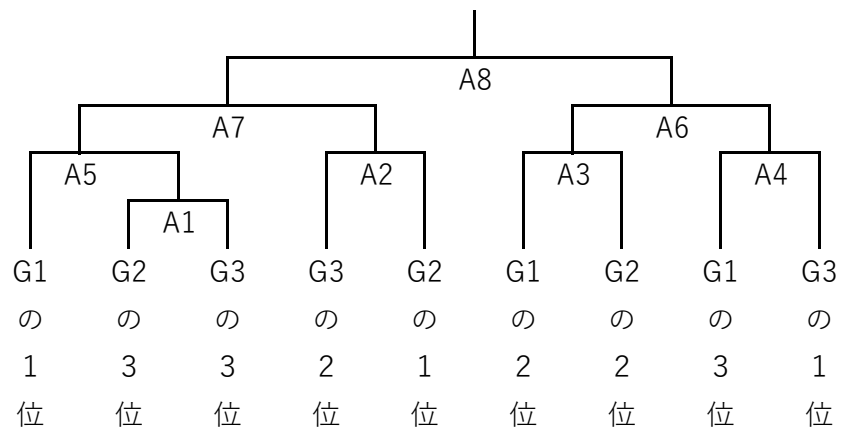 A8
A7 A6
A5 A2 A3 A4
A1
G1 G2 G3 G3 G2 G1 G2 G1 G3
の の の の の の の の の
1 3 3 2 1 2 2 3 1
位 位 位 位 位 位 位 位 位